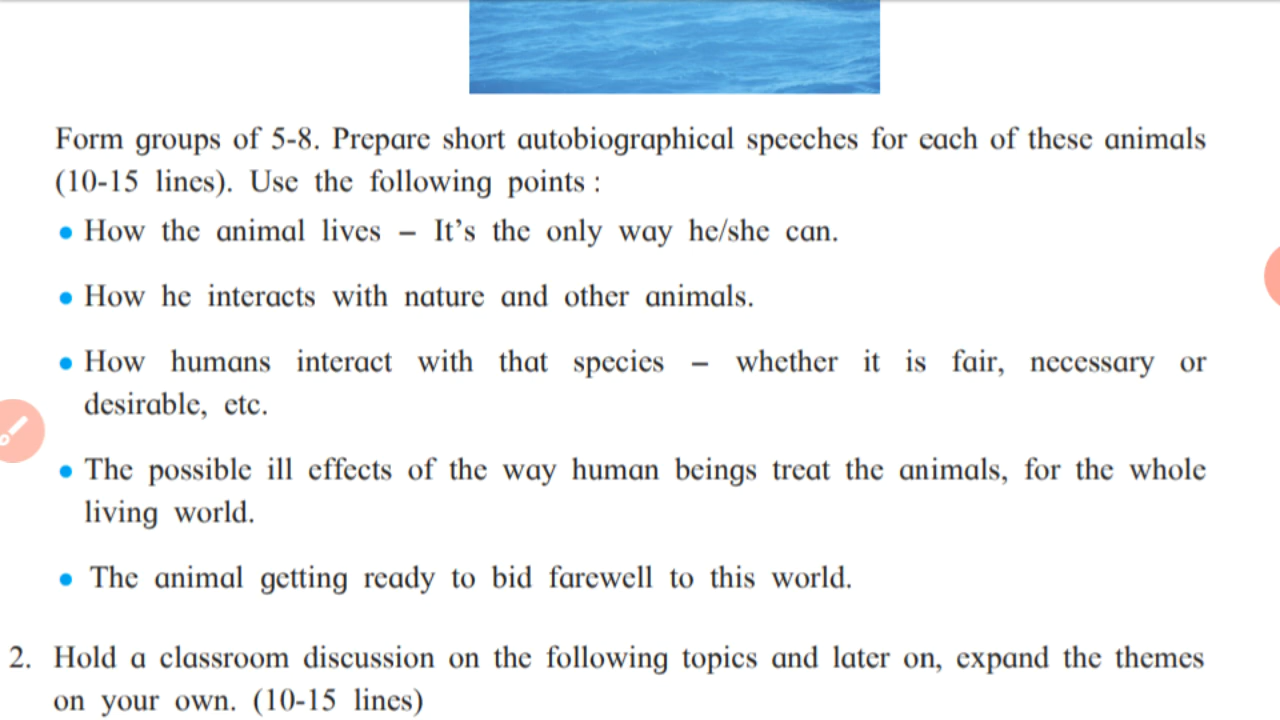 Form groups of 5-8. Prepare short autobiographical speeches for each of these animals
(10-15 lines). Use the following points :
• How the animal lives – It’s the only way he/she can.
• How he interacts with nature and other animals.
• How humans interact with that species – whether it is fair, necessary or
desirable, etc.
• The possible ill effects of the way human beings treat the animals, for the whole
living world.
• The animal getting ready to bid farewell to this world.
2. Hold a classroom discussion on the following topics and later on, expand the themes
on your own. (10-15 lines)